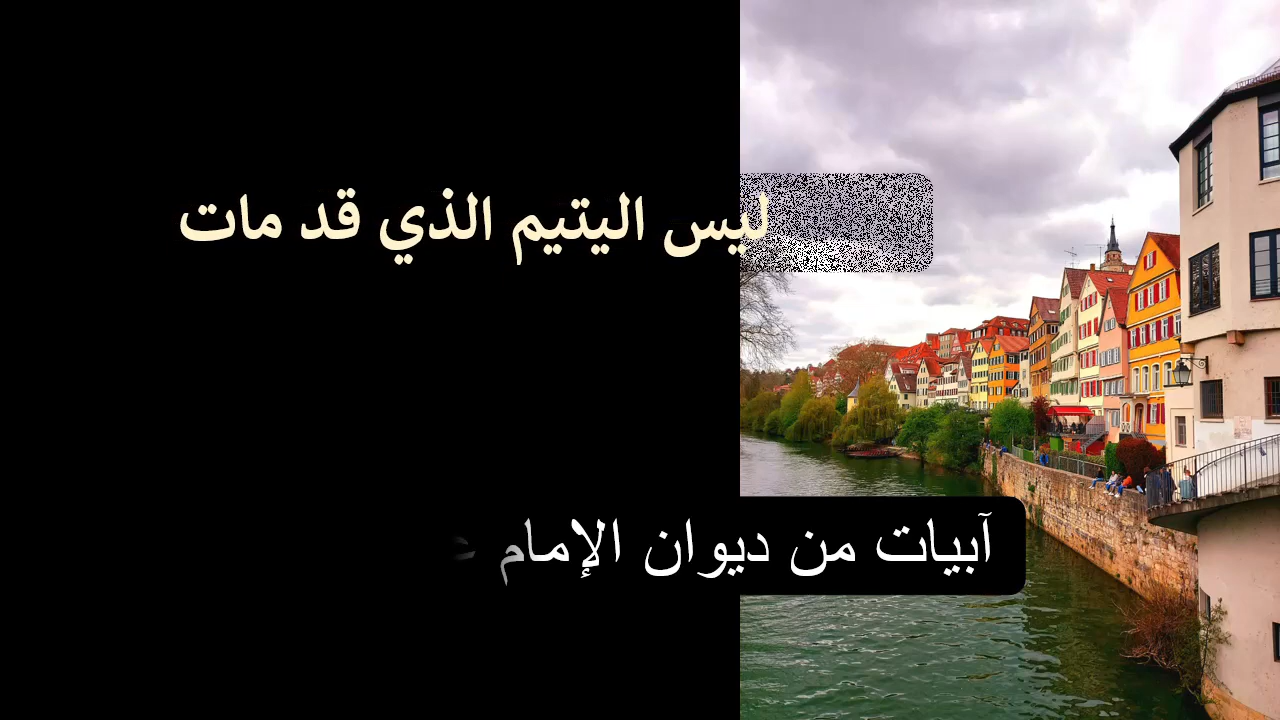 ليس اليتيم الذي قد مات
آبيات من ديوان الإمام